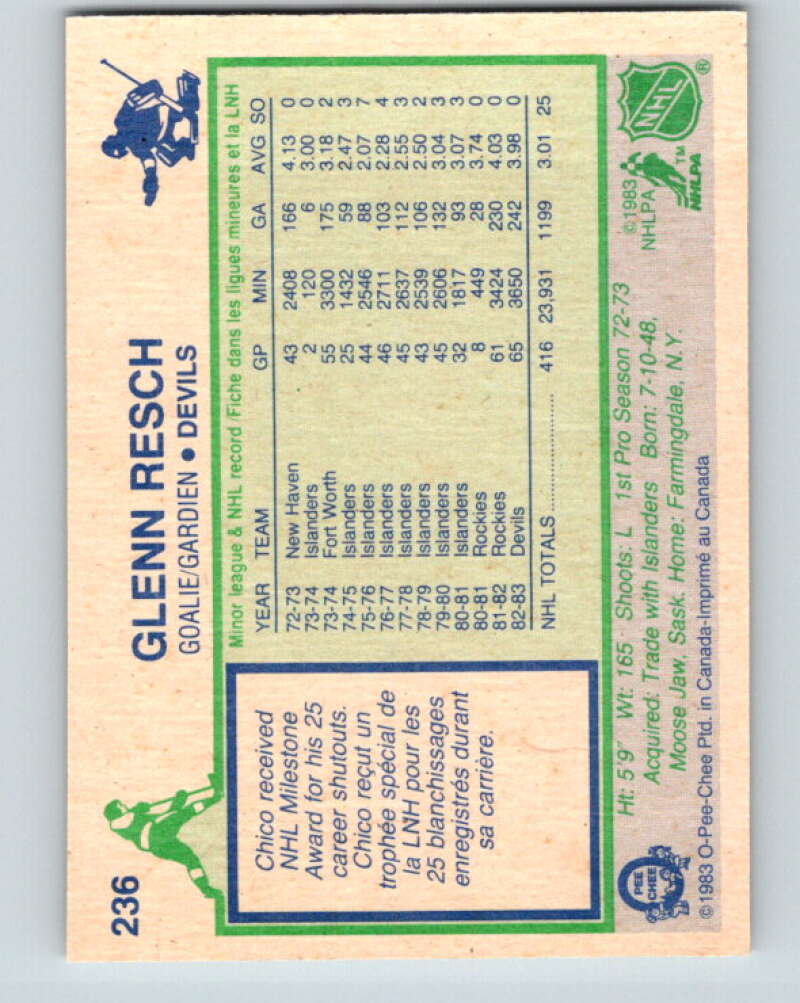 236
GLENN RESCH
GOALIE/GARDIEN • DEVILS
Chico received
NHL Milestone
Award for his 25
career shutouts.
Chico reçut un
trophée spécial de
la LNH pour les
25 blanchissages
enregistrés durant
sa carrière.
Minor league & NHL record/Fiche dans les ligues mineures et la LNH
YEAR TEAM GP MIN GA AVG SO
72-73 New Haven 43 2408 166 4.13 0
73-74 Islanders 2 120 6 3.00 0
73-74 Fort Worth 55 3300 175 3.18 2
74-75 Islanders 25 1432 59 2.47 3
75-76 Islanders 44 2546 88 2.07 7
76-77 Islanders 46 2711 103 2.28 4
77-78 Islanders 45 2637 112 2.55 3
78-79 Islanders 43 2539 106 2.50 2
79-80 Islanders 45 2606 132 3.04 3
80-81 Islanders 32 1817 93 3.07 3
80-81 Rockies 8 449 28 3.74 0
81-82 Rockies 61 3424 230 4.03 0
82-83 Devils 65 3650 242 3.98 0
NHL TOTALS ........................ 416 23,931 1199 3.01 25
Ht: 5'9" Wt: 165 Shoots: L 1st Pro Season 72-73
Acquired: Trade with Islanders Born: 7-10-48,
Moose Jaw, Sask. Home: Farmingdale, N.Y.
©1983
NHLPA
NHL ®
TM
NHLPA
PEE
CHEE
©1983 O-Pee-Chee Ptd. in Canada-Imprimé au Canada